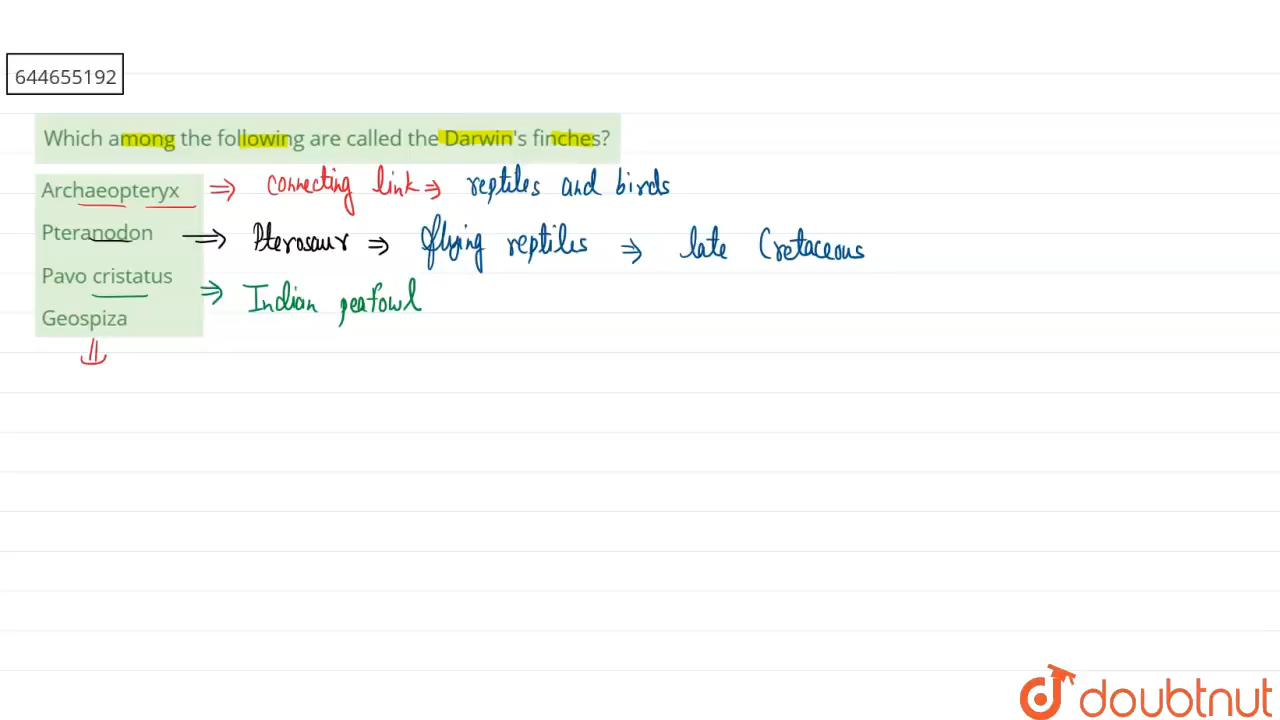 644655192
Which among the following are called the Darwin's finches?
Archaeopteryx ⇒ Connecting link ⇒ reptiles and birds
Pteranodon → Pterosaur ⇒ flying reptiles ⇒ late Cretaceous
Pavo cristatus ⇒ Indian peafowl
Geospiza
doubtnut